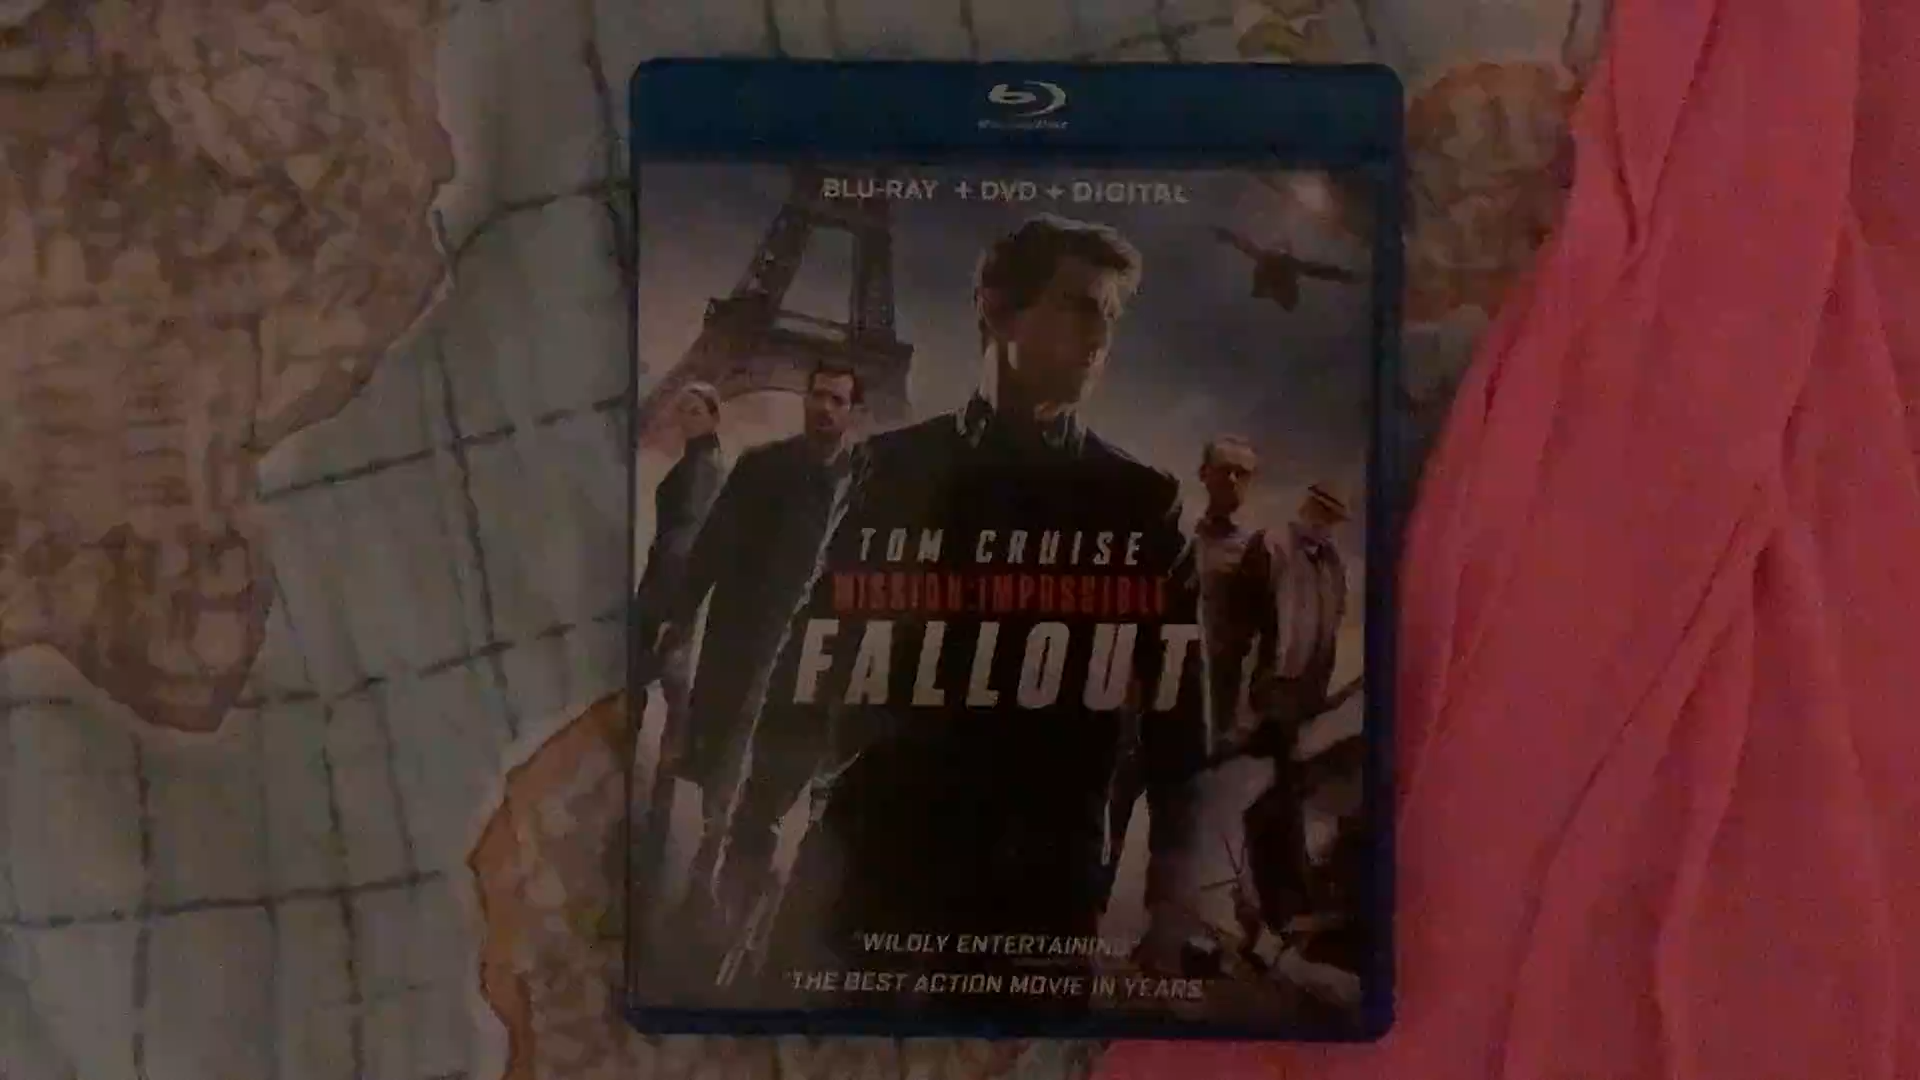 BLU-RAY + DVD + DIGITAL
TOM CRUISE
MISSION:IMPOSSIBLE
FALLOUT
"WILDLY ENTERTAINING."
"THE BEST ACTION MOVIE IN YEARS."